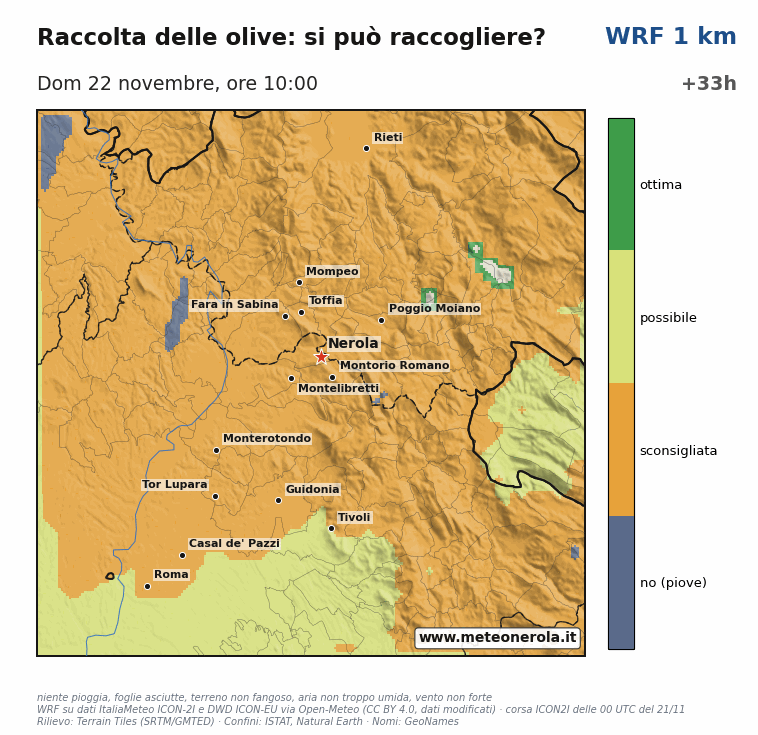 Raccolta delle olive: si può raccogliere?
WRF 1 km
Dom 22 novembre, ore 10:00
+33h
Rieti
ottima
Mompeo
Toffia
Fara in Sabina
Poggio Moiano
possibile
Nerola
Montorio Romano
Montelibretti
Monterotondo
sconsigliata
Tor Lupara
Guidonia
Tivoli
Casal de' Pazzi
Roma
no (piove)
www.meteonerola.it
niente pioggia, foglie asciutte, terreno non fangoso, aria non troppo umida, vento non forte
WRF su dati ItaliaMeteo ICON-2I e DWD ICON-EU via Open-Meteo (CC BY 4.0, dati modificati) · corsa ICON2I delle 00 UTC del 21/11
Rilievo: Terrain Tiles (SRTM/GMTED) · Confini: ISTAT, Natural Earth · Nomi: GeoNames